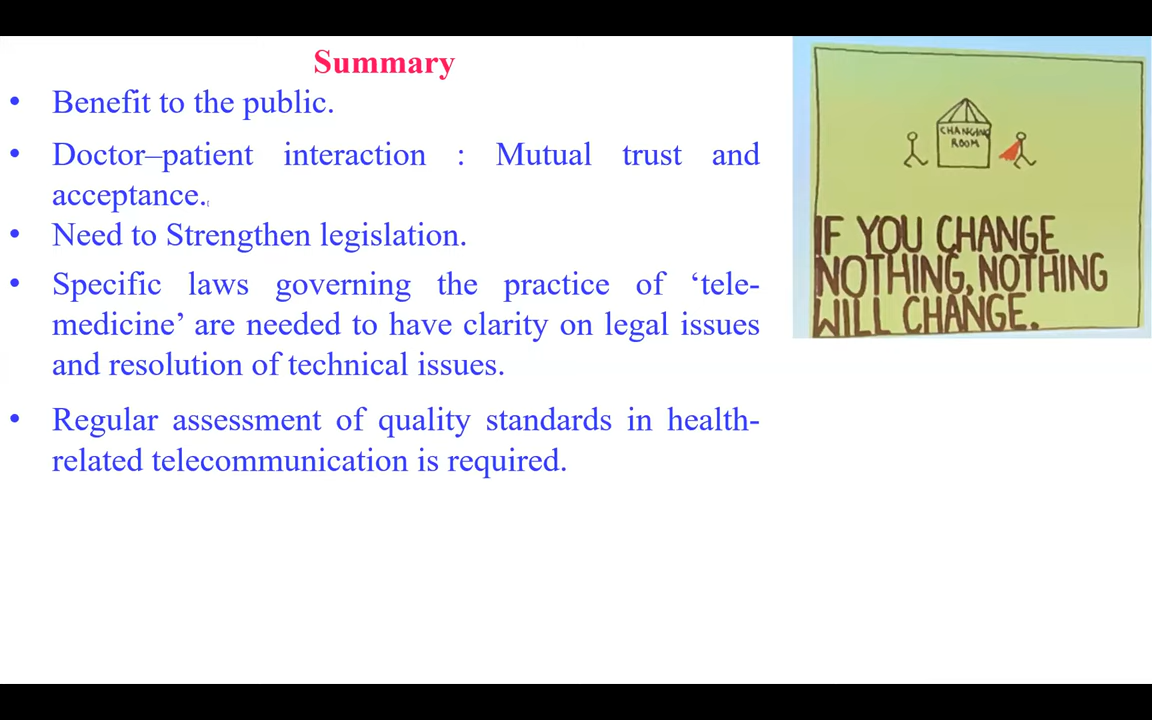 Summary
• Benefit to the public.
• Doctor–patient interaction : Mutual trust and
acceptance.
• Need to Strengthen legislation.
• Specific laws governing the practice of ‘tele-
medicine’ are needed to have clarity on legal issues
and resolution of technical issues.
• Regular assessment of quality standards in health-
related telecommunication is required.
CHANGING
ROOM
IF YOU CHANGE
NOTHING, NOTHING
WILL CHANGE.